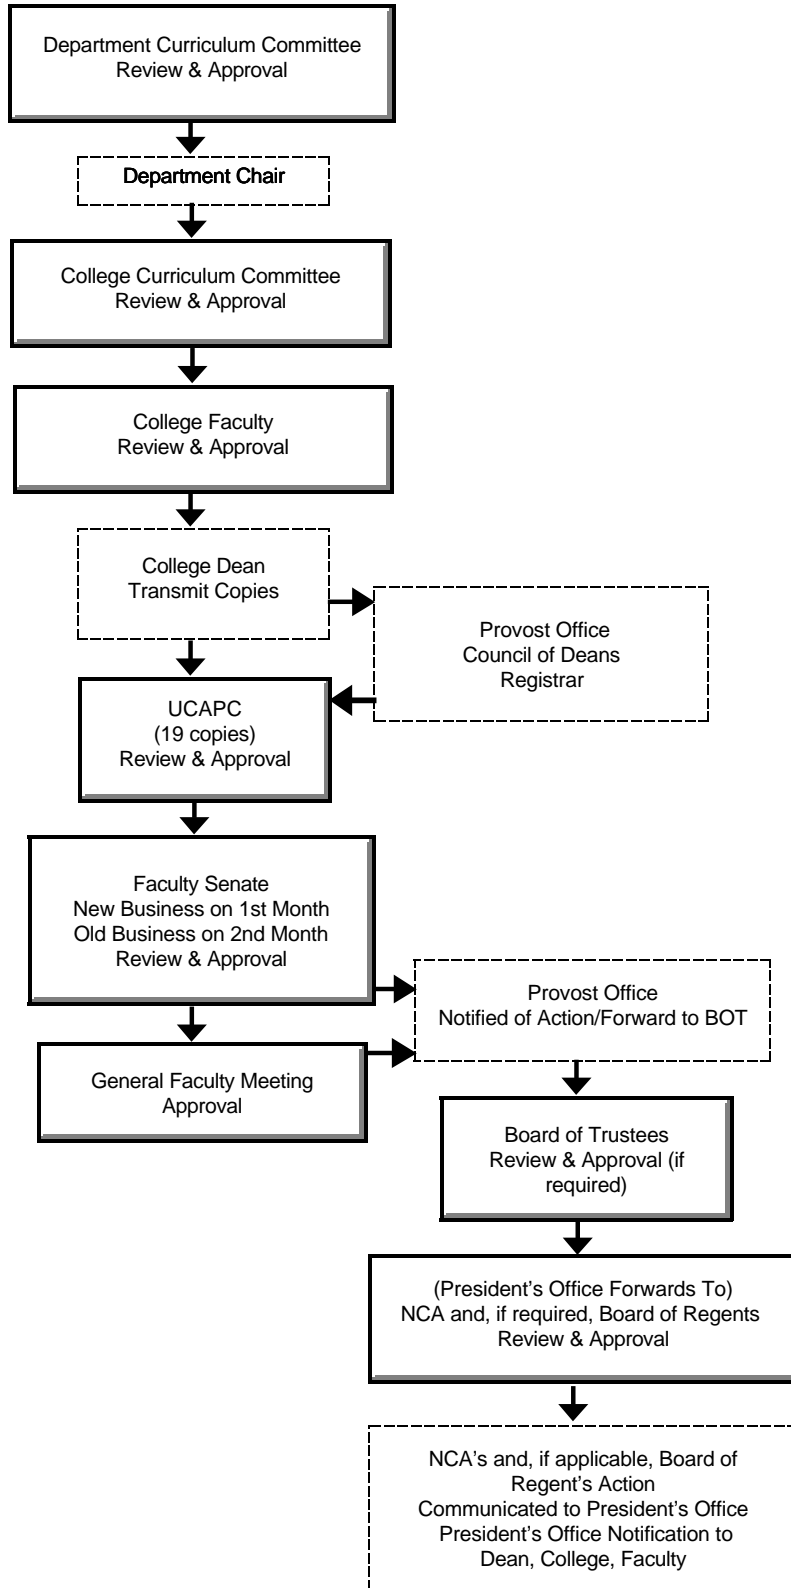 Department Curriculum Committee
Review & Approval
Department Chair
College Curriculum Committee
Review & Approval
College Faculty
Review & Approval
College Dean
Transmit Copies
Provost Office
Council of Deans
Registrar
UCAPC
(19 copies)
Review & Approval
Faculty Senate
New Business on 1st Month
Old Business on 2nd Month
Review & Approval
Provost Office
Notified of Action/Forward to BOT
General Faculty Meeting
Approval
Board of Trustees
Review & Approval (if
required)
(President's Office Forwards To)
NCA and, if required, Board of Regents
Review & Approval
NCA's and, if applicable, Board of
Regent's Action
Communicated to President's Office
President's Office Notification to
Dean, College, Faculty